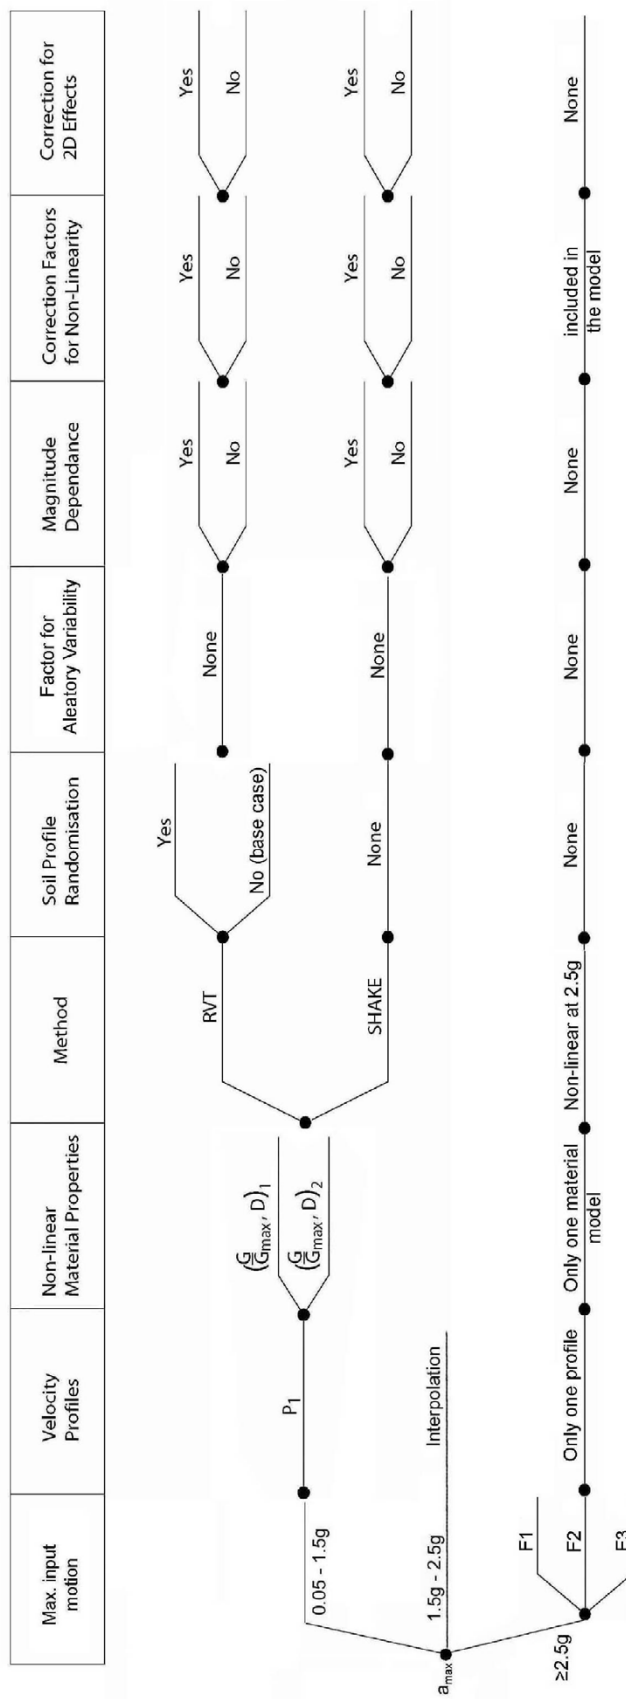 Max. input
motion
Velocity
Profiles
Non-linear
Material Properties
Method
Soil Profile
Randomisation
Factor for
Aleatory Variability
Magnitude
Dependance
Correction Factors
for Non-Linearity
Correction for
2D Effects
Yes
No
Yes
No
Yes
No
None
Yes
No (base case)
RVT
(G/Gmax, D)1
(G/Gmax, D)2
P1
0.05 - 1.5g
SHAKE
None
None
Yes
No
Yes
No
Yes
No
amax
1.5g - 2.5g
Interpolation
≥2.5g
F1
F2
F3
Only one profile
Only one material
model
Non-linear at 2.5g
None
None
None
included in
the model
None